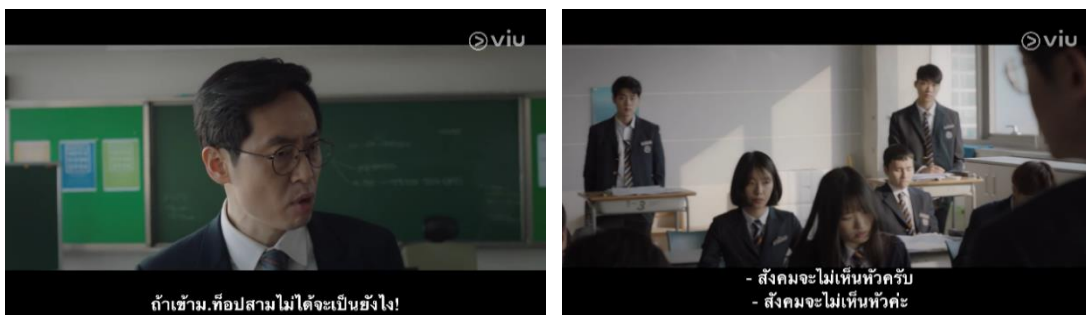 viu
ถ้าเข้าม.ท็อปสามไม่ได้จะเป็นยังไง!
viu
- สังคมจะไม่เห็นหัวครับ
- สังคมจะไม่เห็นหัวค่ะ